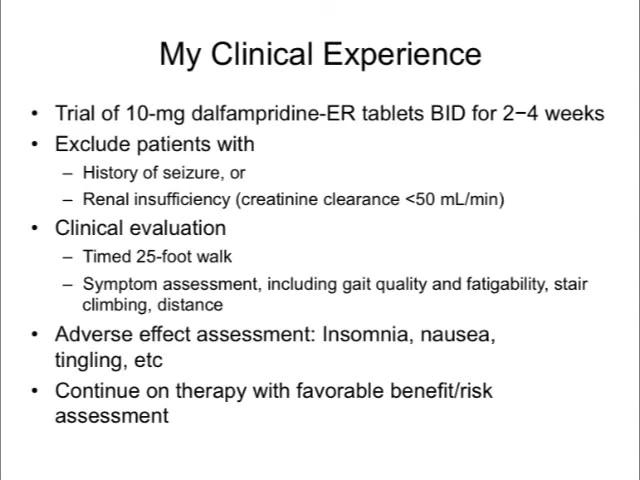 My Clinical Experience
• Trial of 10-mg dalfampridine-ER tablets BID for 2−4 weeks
• Exclude patients with
– History of seizure, or
– Renal insufficiency (creatinine clearance <50 mL/min)
• Clinical evaluation
– Timed 25-foot walk
– Symptom assessment, including gait quality and fatigability, stair
climbing, distance
• Adverse effect assessment: Insomnia, nausea,
tingling, etc
• Continue on therapy with favorable benefit/risk
assessment